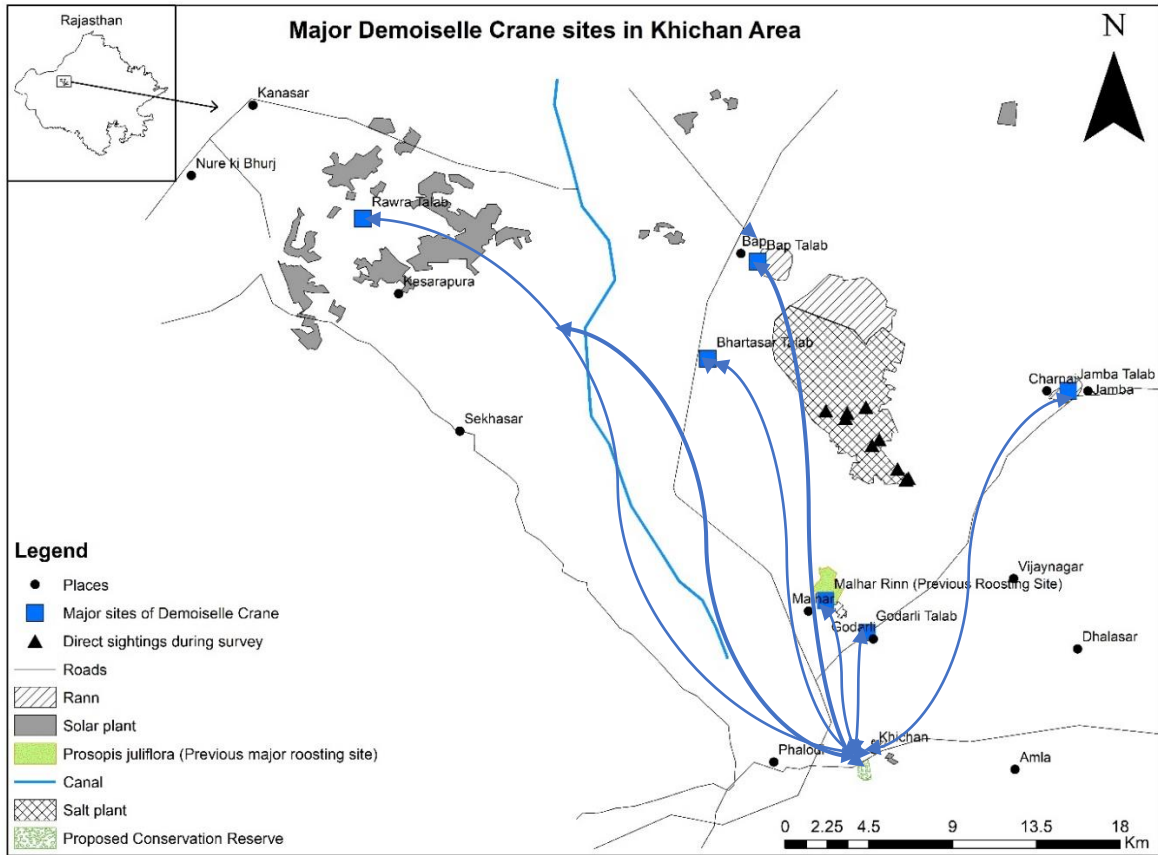 Rajasthan
Major Demoiselle Crane sites in Khichan Area
N
Kanasar
Nure ki Bhurj
Rawra Talab
Kesarapura
Bap
Bap Talab
Bhartasar Talab
Charnai
Jamba Talab
Jamba
Sekhasar
Malhar Rinn (Previous Roosting Site)
Malhar
Vijaynagar
Godarli Talab
Godarli
Dhalasar
Khichan
Phalodi
Amla
Legend
Places
Major sites of Demoiselle Crane
Direct sightings during survey
Roads
Rann
Solar plant
Prosopis juliflora (Previous major roosting site)
Canal
Salt plant
Proposed Conservation Reserve
0 2.25 4.5 9 13.5 18
Km